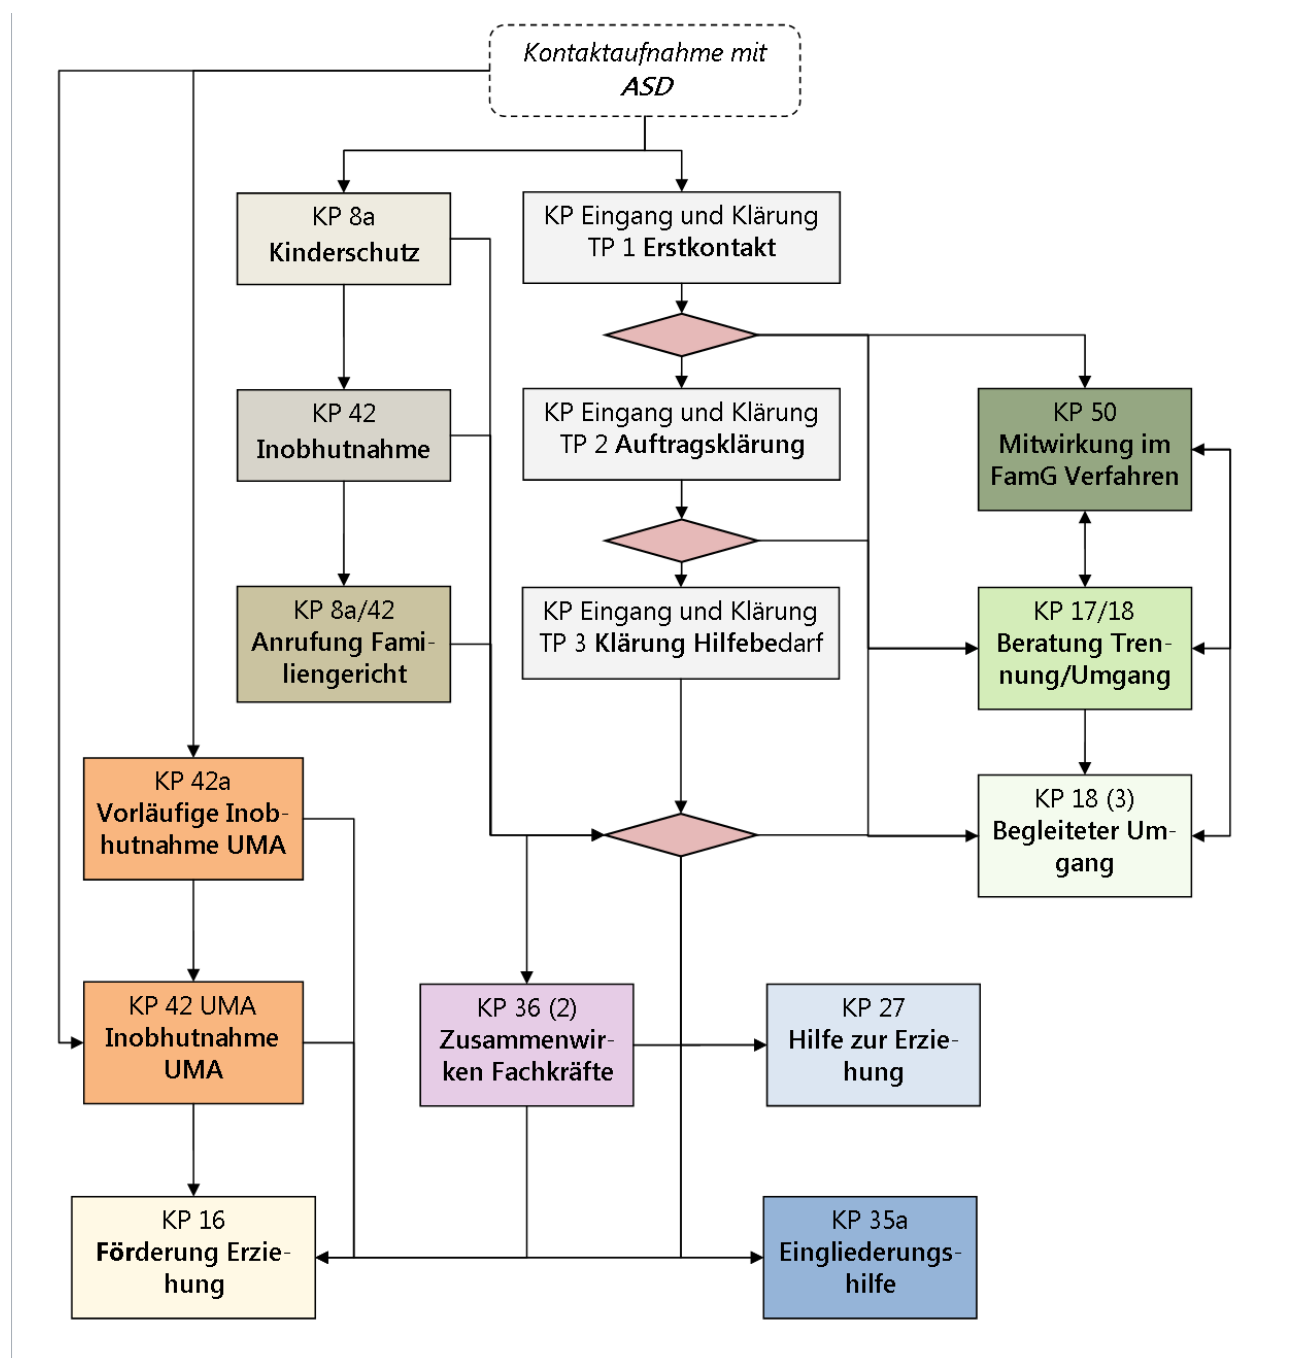 Kontaktaufnahme mit
ASD
KP 8a
Kinderschutz
KP Eingang und Klärung
TP 1 Erstkontakt
KP 42
Inobhutnahme
KP Eingang und Klärung
TP 2 Auftragsklärung
KP 50
Mitwirkung im
FamG Verfahren
KP 8a/42
Anrufung Fami-
liengericht
KP Eingang und Klärung
TP 3 Klärung Hilfebedarf
KP 17/18
Beratung Tren-
nung/Umgang
KP 42a
Vorläufige Inob-
hutnahme UMA
KP 18 (3)
Begleiteter Um-
gang
KP 42 UMA
Inobhutnahme
UMA
KP 36 (2)
Zusammenwir-
ken Fachkräfte
KP 27
Hilfe zur Erzie-
hung
KP 16
Förderung Erzie-
hung
KP 35a
Eingliederungs-
hilfe